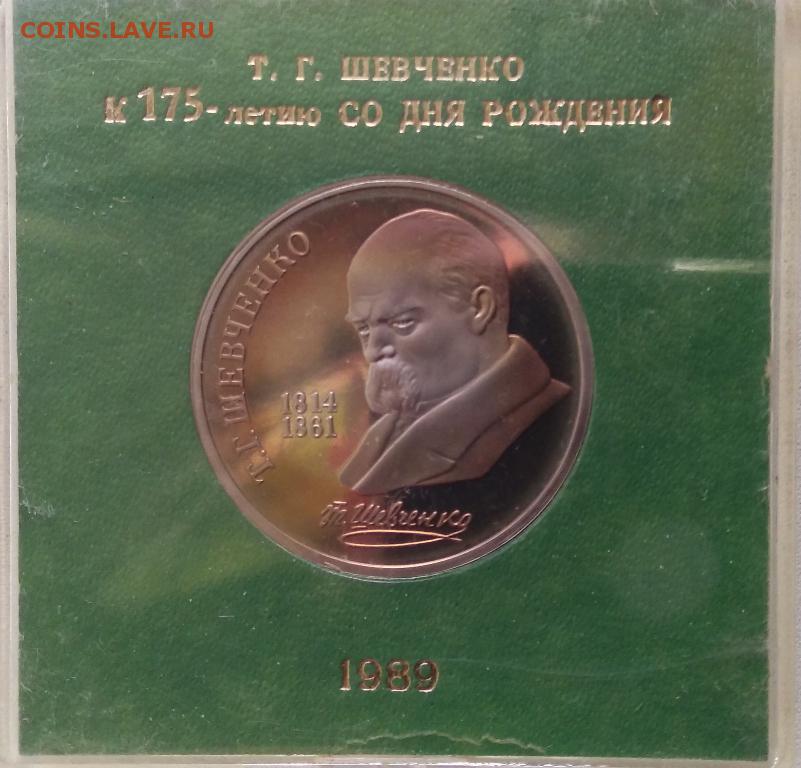 COINS.LAVE.RU
Т. Г. ШЕВЧЕНКО
К 175-летию СО ДНЯ РОЖДЕНИЯ
Т.Г. ШЕВЧЕНКО
1814
1861
Т. Шевченко
1989